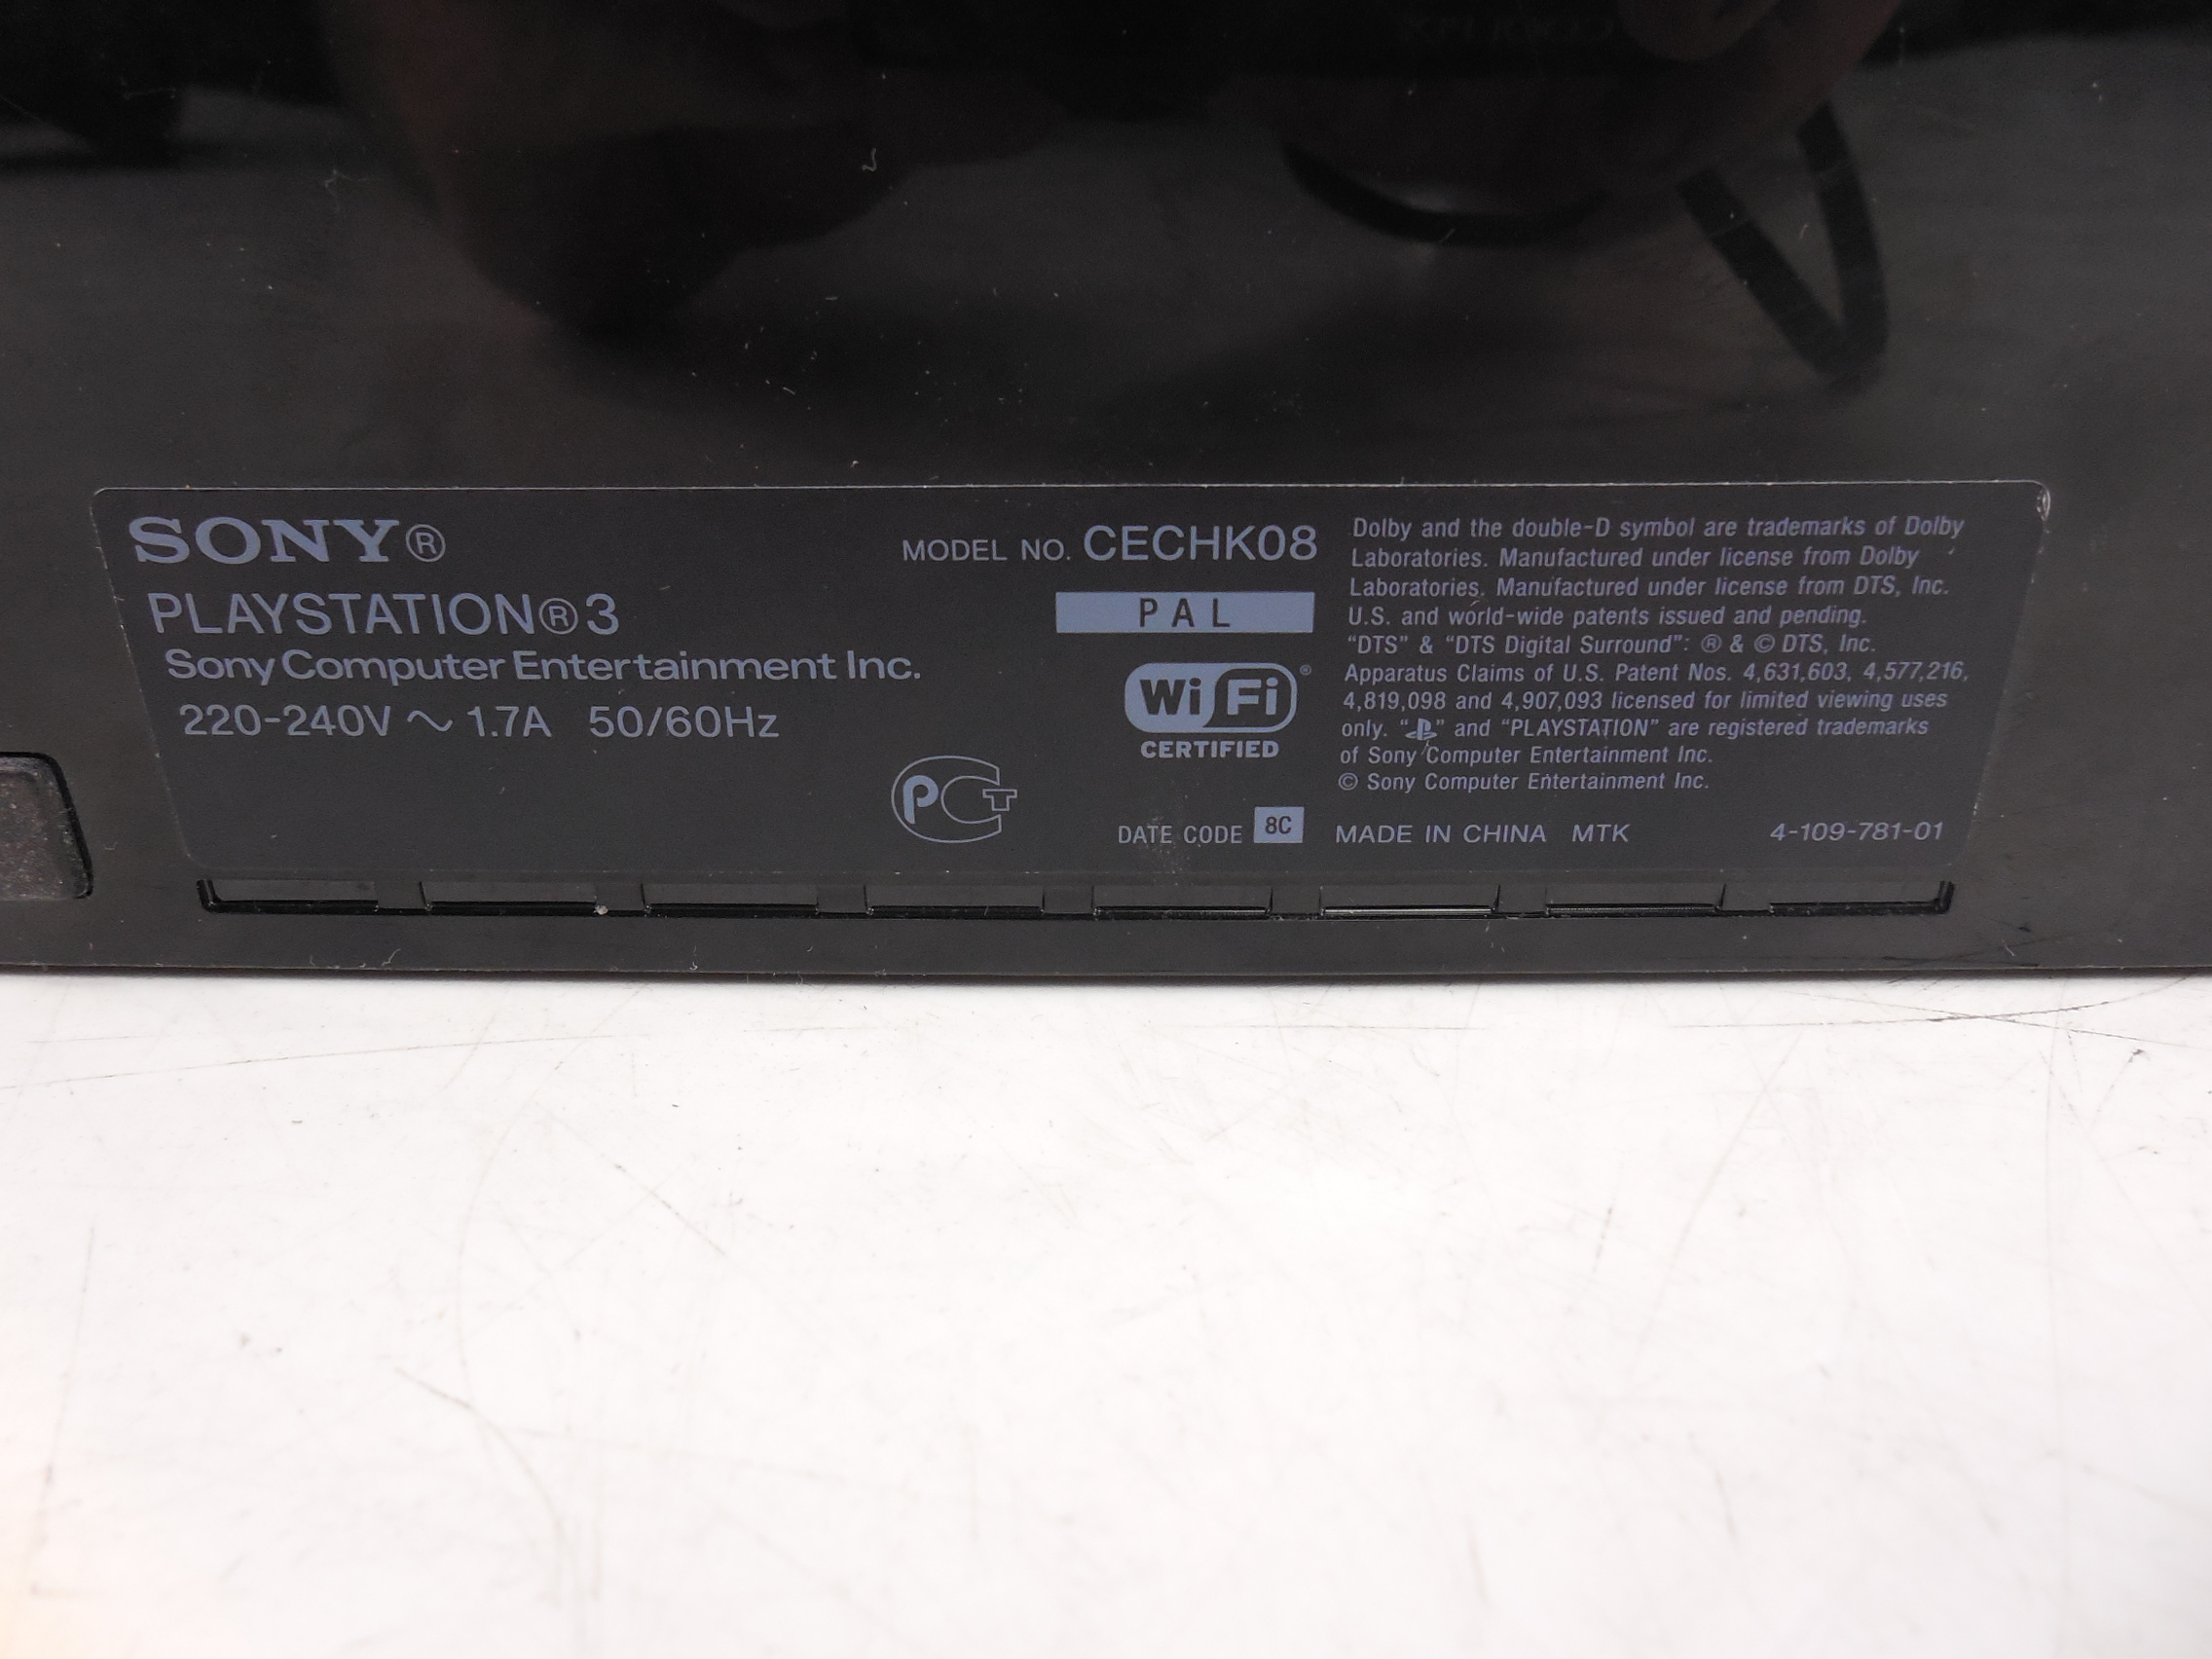 SONY®
PLAYSTATION®3
Sony Computer Entertainment Inc.
220-240V ~ 1.7A 50/60Hz
PCT
MODEL NO. CECHK08
PAL
Wi Fi ®
CERTIFIED
DATE CODE 8C
Dolby and the double-D symbol are trademarks of Dolby
Laboratories. Manufactured under license from Dolby
Laboratories. Manufactured under license from DTS, Inc.
U.S. and world-wide patents issued and pending.
“DTS” & “DTS Digital Surround”: ® & © DTS, Inc.
Apparatus Claims of U.S. Patent Nos. 4,631,603, 4,577,216,
4,819,098 and 4,907,093 licensed for limited viewing uses
only. “PS” and “PLAYSTATION” are registered trademarks
of Sony Computer Entertainment Inc.
© Sony Computer Entertainment Inc.
MADE IN CHINA MTK 4-109-781-01